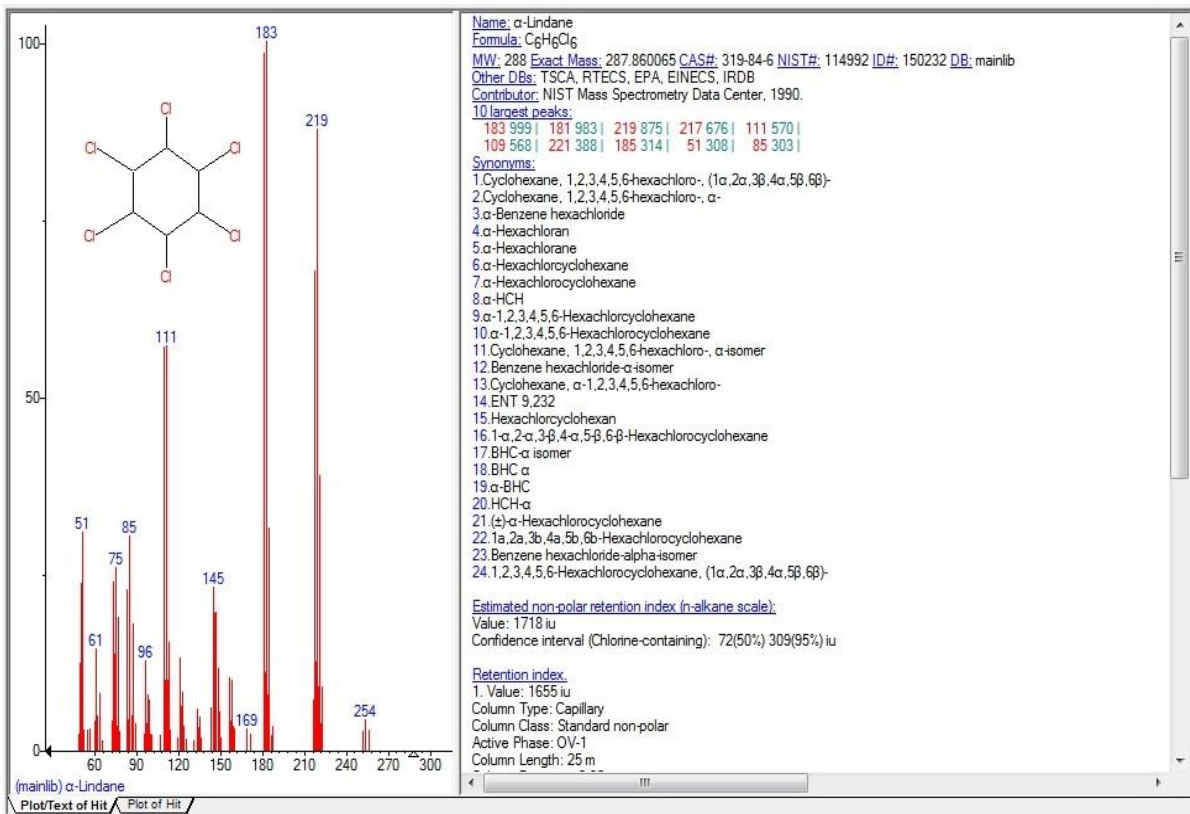 100
50
0
183
219
111
51
85
75
145
61
96
169
254
Cl
Cl
Cl
Cl
Cl
Cl
60 90 120 150 180 210 240 270 300
(mainlib) α-Lindane
Plot/Text of Hit
Plot of Hit
Name: α-Lindane
Formula: C₆H₆Cl₆
MW: 288 Exact Mass: 287.860065 CAS#: 319-84-6 NIST#: 114992 ID#: 150232 DB: mainlib
Other DBs: TSCA, RTECS, EPA, EINECS, IRDB
Contributor: NIST Mass Spectrometry Data Center, 1990.
10 largest peaks:
183 999 | 181 983 | 219 875 | 217 676 | 111 570 |
109 568 | 221 388 | 185 314 | 51 308 | 85 303 |
Synonyms:
1.Cyclohexane, 1,2,3,4,5,6-hexachloro-, (1α,2α,3β,4α,5β,6β)-
2.Cyclohexane, 1,2,3,4,5,6-hexachloro-, α-
3.α-Benzene hexachloride
4.α-Hexachloran
5.α-Hexachlorane
6.α-Hexachlorcyclohexane
7.α-Hexachlorocyclohexane
8.α-HCH
9.α-1,2,3,4,5,6-Hexachlorcyclohexane
10.α-1,2,3,4,5,6-Hexachlorocyclohexane
11.Cyclohexane, 1,2,3,4,5,6-hexachloro-, α-isomer
12.Benzene hexachloride-α-isomer
13.Cyclohexane, α-1,2,3,4,5,6-hexachloro-
14.ENT 9,232
15.Hexachlorcyclohexan
16.1-α,2-α,3-β,4-α,5-β,6-β-Hexachlorocyclohexane
17.BHC-α isomer
18.BHC α
19.α-BHC
20.HCH-α
21.(±)-α-Hexachlorocyclohexane
22.1a,2a,3b,4a,5b,6b-Hexachlorocyclohexane
23.Benzene hexachloride-alpha-isomer
24.1,2,3,4,5,6-Hexachlorocyclohexane, (1α,2α,3β,4α,5β,6β)-
Estimated non-polar retention index (n-alkane scale):
Value: 1718 iu
Confidence interval (Chlorine-containing): 72(50%) 309(95%) iu
Retention index.
1. Value: 1655 iu
Column Type: Capillary
Column Class: Standard non-polar
Active Phase: OV-1
Column Length: 25 m